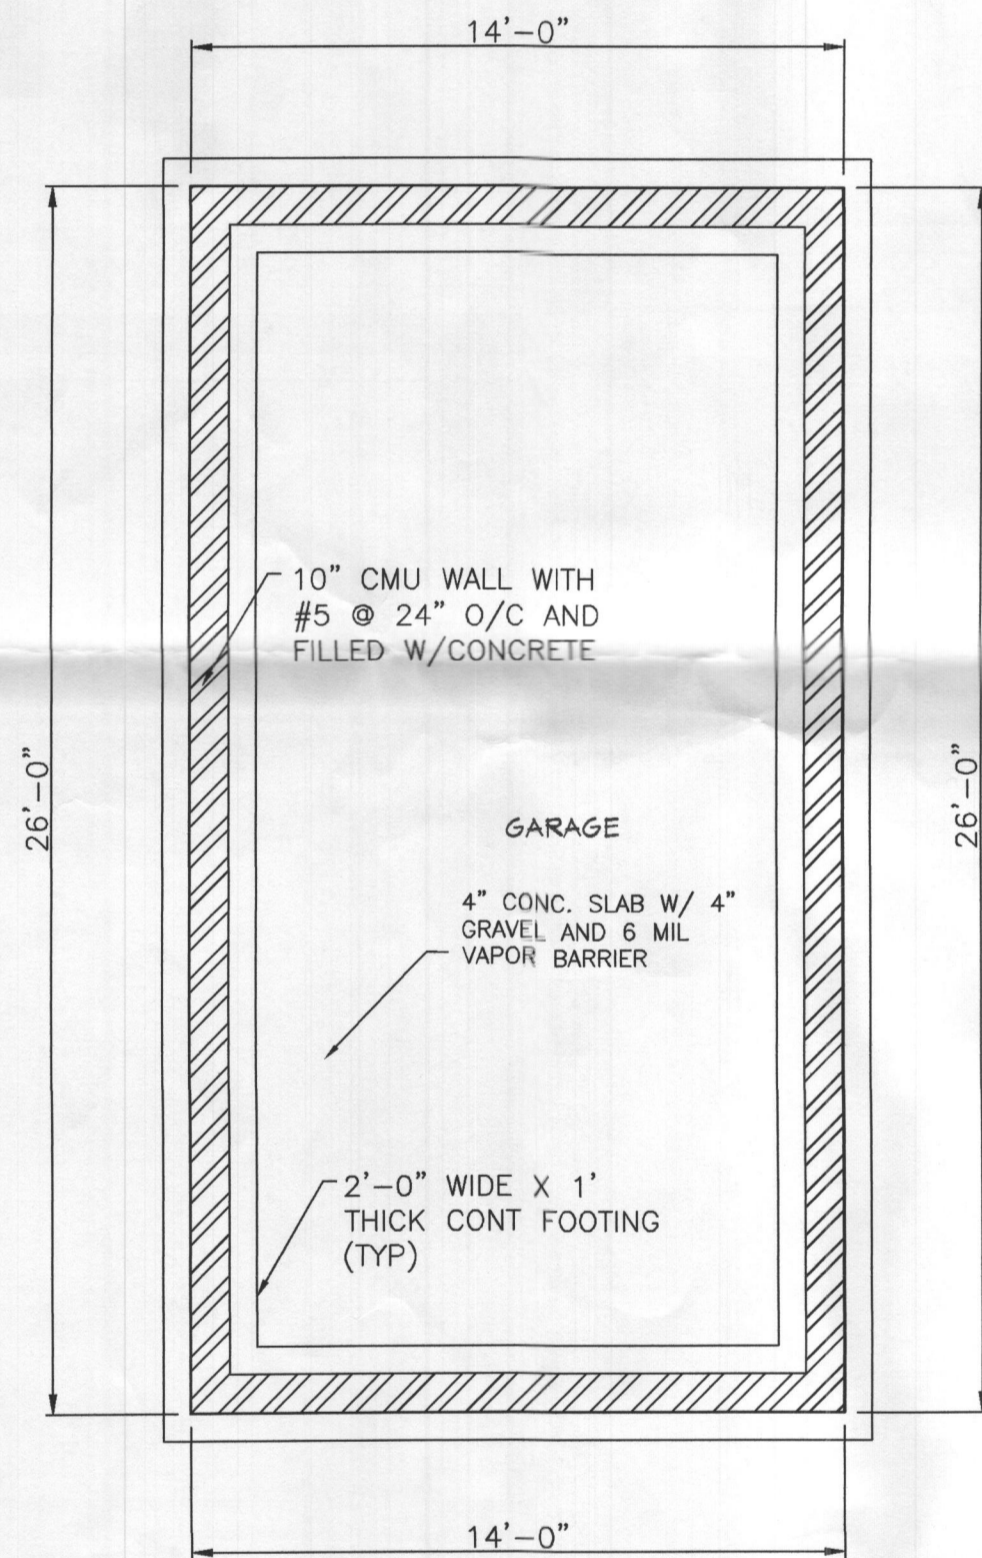 14'-0"
10" CMU WALL WITH
#5 @ 24" O/C AND
FILLED W/CONCRETE
26'-0"
26'-0"
GARAGE
4" CONC. SLAB W/ 4"
GRAVEL AND 6 MIL
VAPOR BARRIER
2'-0" WIDE X 1'
THICK CONT FOOTING
(TYP)
14'-0"